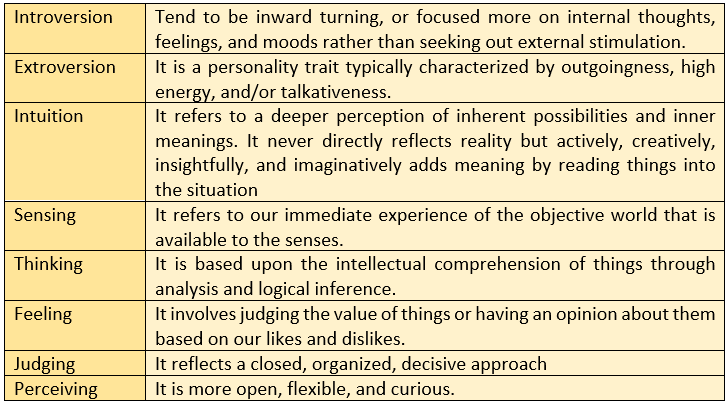 Introversion Tend to be inward turning, or focused more on internal thoughts,
feelings, and moods rather than seeking out external stimulation.
Extroversion It is a personality trait typically characterized by outgoingness, high
energy, and/or talkativeness.
Intuition It refers to a deeper perception of inherent possibilities and inner
meanings. It never directly reflects reality but actively, creatively,
insightfully, and imaginatively adds meaning by reading things into
the situation
Sensing It refers to our immediate experience of the objective world that is
available to the senses.
Thinking It is based upon the intellectual comprehension of things through
analysis and logical inference.
Feeling It involves judging the value of things or having an opinion about them
based on our likes and dislikes.
Judging It reflects a closed, organized, decisive approach
Perceiving It is more open, flexible, and curious.